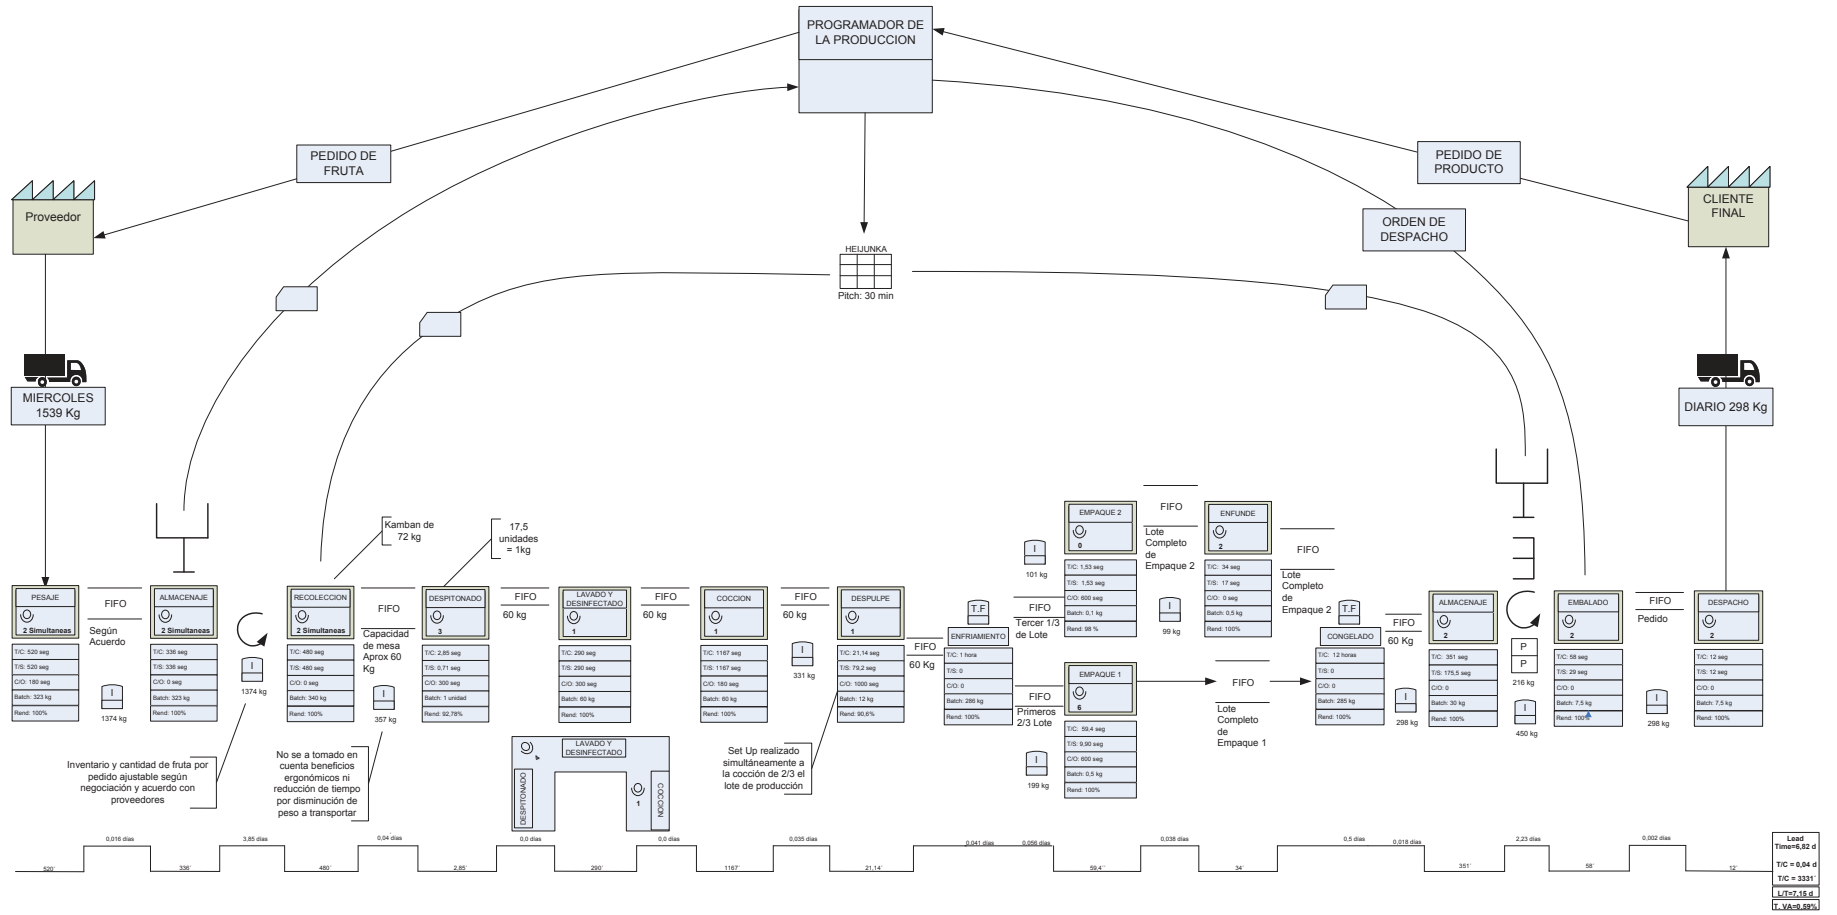 PROGRAMADOR DE
LA PRODUCCION
PEDIDO DE
FRUTA
PEDIDO DE
PRODUCTO
Proveedor
CLIENTE
FINAL
ORDEN DE
DESPACHO
HEIJUNKA
Pitch: 30 min
MIERCOLES
1539 Kg
DIARIO 298 Kg
Kamban de
72 kg
17,5
unidades
= 1kg
PESAJE
2 Simultaneas
T/C: 520 seg
T/S: 520 seg
C/O: 180 seg
Batch: 323 kg
Rend: 100%
FIFO
Según
Acuerdo
I
1374 kg
ALMACENAJE
2 Simultaneas
T/C: 336 seg
T/S: 336 seg
C/O: 0 seg
Batch: 323 kg
Rend: 100%
I
1374 kg
RECOLECCION
2 Simultaneas
T/C: 480 seg
T/S: 480 seg
C/O: 0 seg
Batch: 340 kg
Rend: 100%
FIFO
Capacidad
de mesa
Aprox 60
Kg
I
357 kg
DESPITONADO
3
T/C: 2,85 seg
T/S: 0,71 seg
C/O: 300 seg
Batch: 1 unidad
Rend: 92,78%
FIFO
60 kg
LAVADO Y
DESINFECTADO
1
T/C: 290 seg
T/S: 290 seg
C/O: 300 seg
Batch: 60 kg
Rend: 100%
FIFO
60 kg
COCCION
1
T/C: 1167 seg
T/S: 1167 seg
C/O: 180 seg
Batch: 60 kg
Rend: 100%
FIFO
60 kg
I
331 kg
DESPULPE
1
T/C: 21,14 seg
T/S: 79,2 seg
C/O: 1000 seg
Batch: 12 kg
Rend: 90,6%
FIFO
60 Kg
T.F
ENFRIAMIENTO
T/C: 1 hora
T/S: 0
C/O: 0
Batch: 286 kg
Rend: 100%
I
101 kg
FIFO
Tercer 1/3
de Lote
FIFO
Primeros
2/3 Lote
I
199 kg
EMPAQUE 2
0
T/C: 1,53 seg
T/S: 1,53 seg
C/O: 600 seg
Batch: 0,1 kg
Rend: 98 %
EMPAQUE 1
6
T/C: 59,4 seg
T/S: 9,90 seg
C/O: 600 seg
Batch: 0,5 kg
Rend: 100%
FIFO
Lote
Completo
de
Empaque 2
I
99 kg
ENFUNDE
2
T/C: 34 seg
T/S: 17 seg
C/O: 0 seg
Batch: 0,5 kg
Rend: 100%
FIFO
Lote
Completo
de
Empaque 2
FIFO
Lote
Completo
de
Empaque 1
T.F
CONGELADO
T/C: 12 horas
T/S: 0
C/O: 0
Batch: 285 kg
Rend: 100%
FIFO
60 Kg
I
298 kg
ALMACENAJE
2
T/C: 351 seg
T/S: 175,5 seg
C/O: 0
Batch: 30 kg
Rend: 100%
P
P
216 kg
I
450 kg
EMBALADO
2
T/C: 58 seg
T/S: 29 seg
C/O: 0
Batch: 7,5 kg
Rend: 100%
FIFO
Pedido
I
298 kg
DESPACHO
2
T/C: 12 seg
T/S: 12 seg
C/O: 0
Batch: 7,5 kg
Rend: 100%
Inventario y cantidad de fruta por
pedido ajustable según
negociación y acuerdo con
proveedores
No se a tomado en
cuenta beneficios
ergonómicos ni
reducción de tiempo
por disminución de
peso a transportar
LAVADO Y
DESINFECTADO
4
DESPITONADO
1
COCCION
Set Up realizado
simultáneamente a
la cocción de 2/3 el
lote de producción
0,016 días
3,85 días
0,04 días
0,0 días
0,0 días
0,035 días
0,041 días
0,056 días
0,038 días
0,5 días
0,018 días
2,23 días
0,002 días
520´
336´
480´
2,85´
290´
1167´
21,14´
59,4´´
34´
351´
58´
12´
Lead
Time=6,82 d
T/C = 0,04 d
T/C = 3331´
L/T=7,15 d
T. VA=0,59%